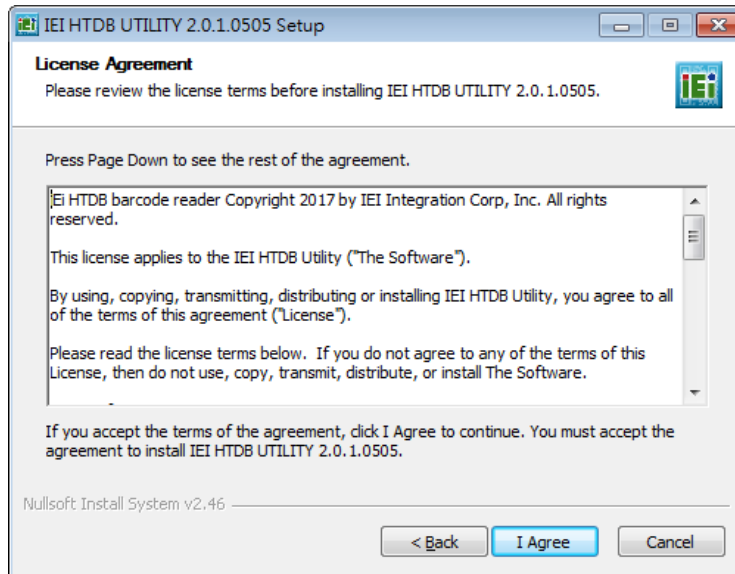 IEI HTDB UTILITY 2.0.1.0505 Setup
License Agreement
Please review the license terms before installing IEI HTDB UTILITY 2.0.1.0505.
iEi
Press Page Down to see the rest of the agreement.
Ei HTDB barcode reader Copyright 2017 by IEI Integration Corp, Inc. All rights
reserved.
This license applies to the IEI HTDB Utility ("The Software").
By using, copying, transmitting, distributing or installing IEI HTDB Utility, you agree to all
of the terms of this agreement ("License").
Please read the license terms below.  If you do not agree to any of the terms of this
License, then do not use, copy, transmit, distribute, or install The Software.
If you accept the terms of the agreement, click I Agree to continue. You must accept the
agreement to install IEI HTDB UTILITY 2.0.1.0505.
Nullsoft Install System v2.46
< Back
I Agree
Cancel